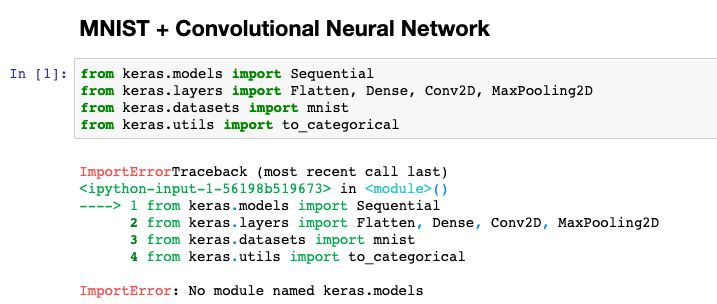 MNIST + Convolutional Neural Network
In [1]: from keras.models import Sequential
from keras.layers import Flatten, Dense, Conv2D, MaxPooling2D
from keras.datasets import mnist
from keras.utils import to_categorical
ImportErrorTraceback (most recent call last)
<ipython-input-1-56198b519673> in <module>()
----> 1 from keras.models import Sequential
2 from keras.layers import Flatten, Dense, Conv2D, MaxPooling2D
3 from keras.datasets import mnist
4 from keras.utils import to_categorical
ImportError: No module named keras.models